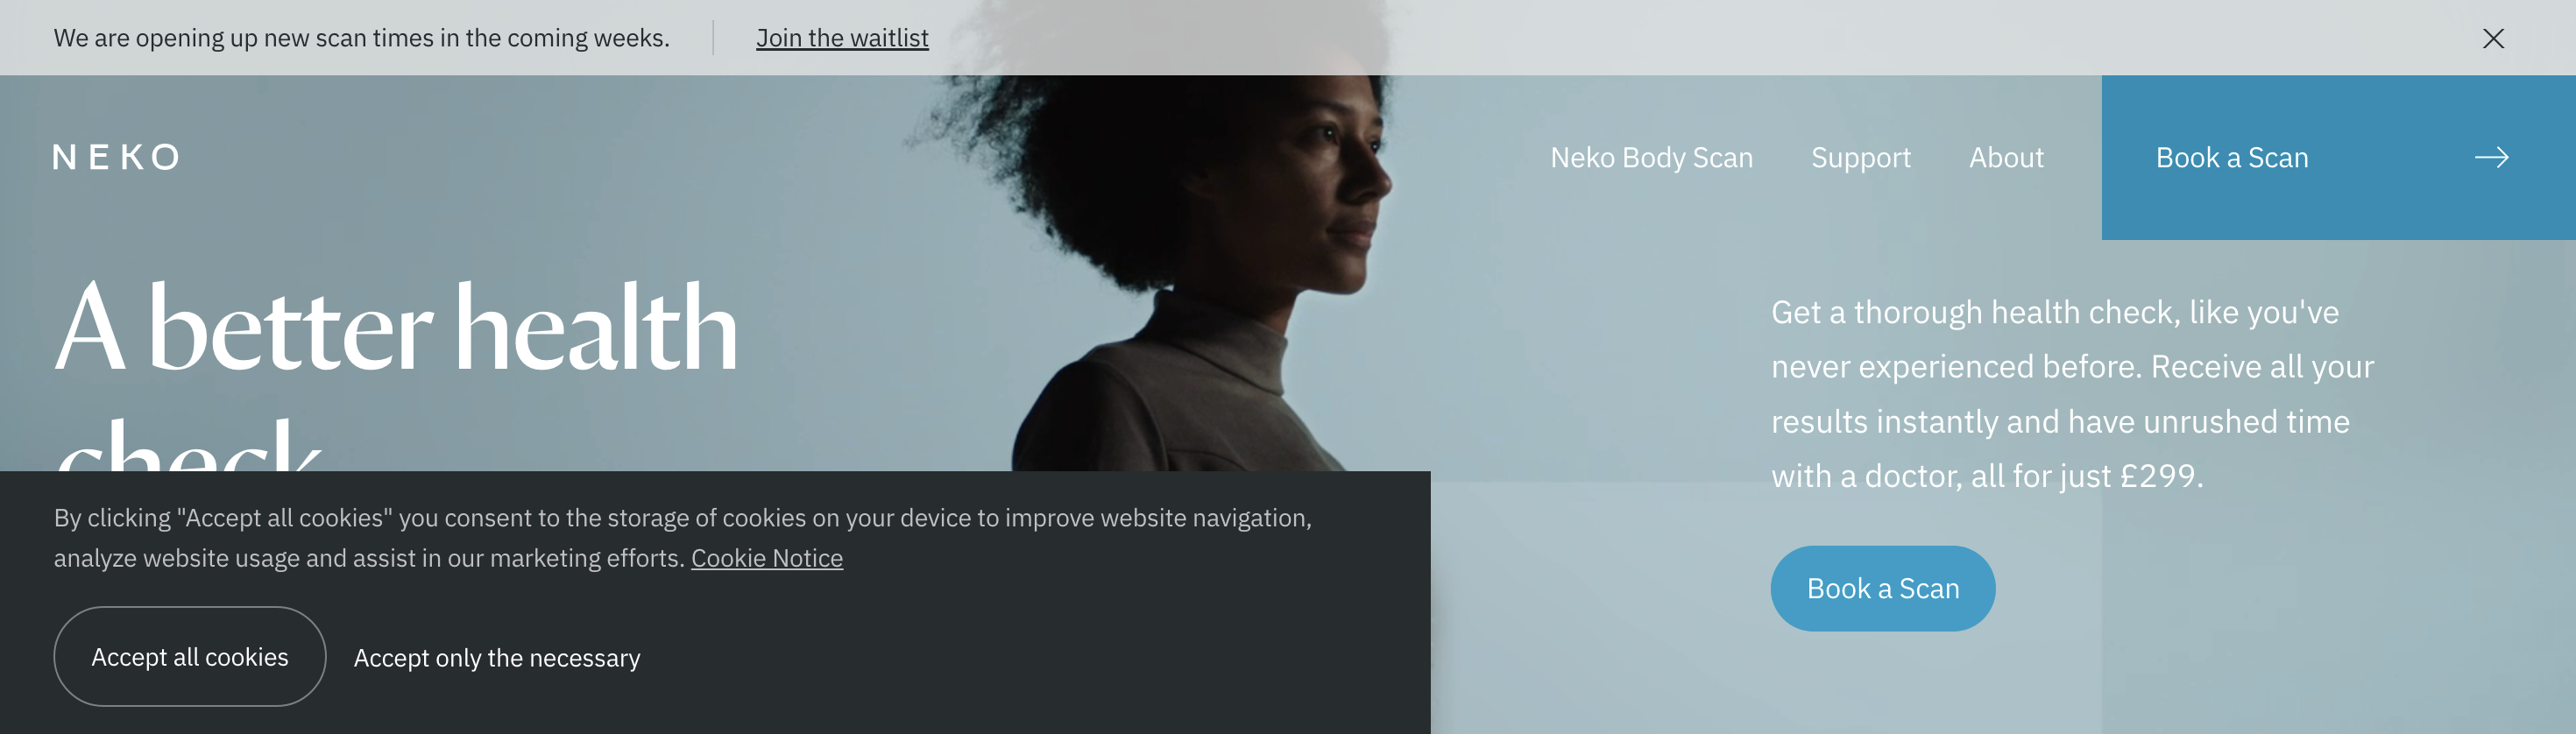 We are opening up new scan times in the coming weeks.
Join the waitlist
NEKO
Neko Body Scan
Support
About
Book a Scan
A better health
check
Get a thorough health check, like you've
never experienced before. Receive all your
results instantly and have unrushed time
with a doctor, all for just £299.
Book a Scan
By clicking "Accept all cookies" you consent to the storage of cookies on your device to improve website navigation,
analyze website usage and assist in our marketing efforts. Cookie Notice
Accept all cookies
Accept only the necessary